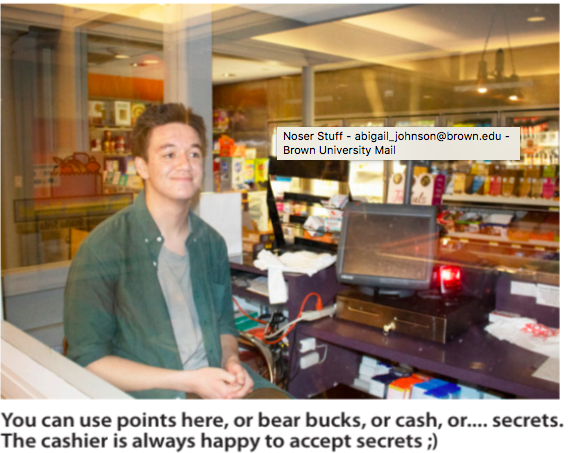 Noser Stuff - abigail_johnson@brown.edu -
Brown University Mail
You can use points here, or bear bucks, or cash, or.... secrets.
The cashier is always happy to accept secrets ;)